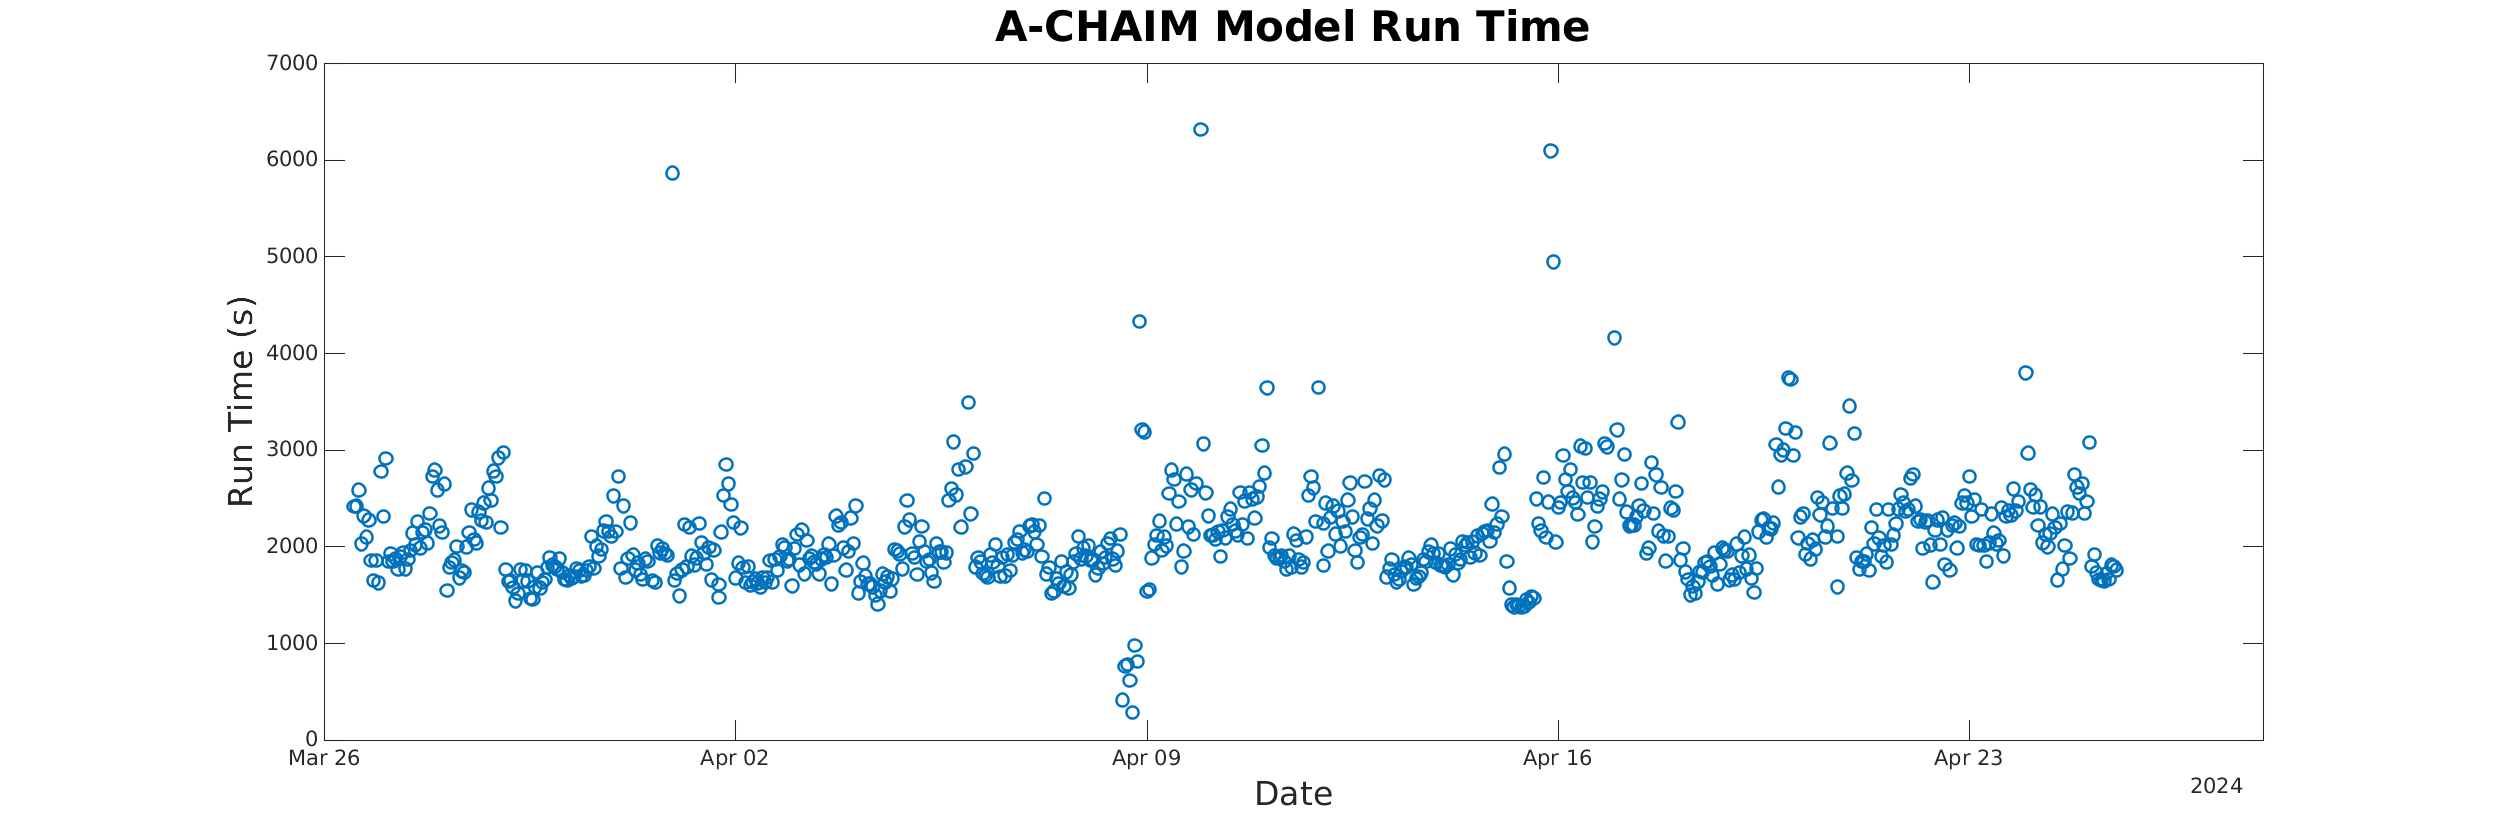 A-CHAIM Model Run Time
7000
6000
5000
4000
3000
2000
1000
0
Run Time (s)
Mar 26 Apr 02 Apr 09 Apr 16 Apr 23
2024
Date